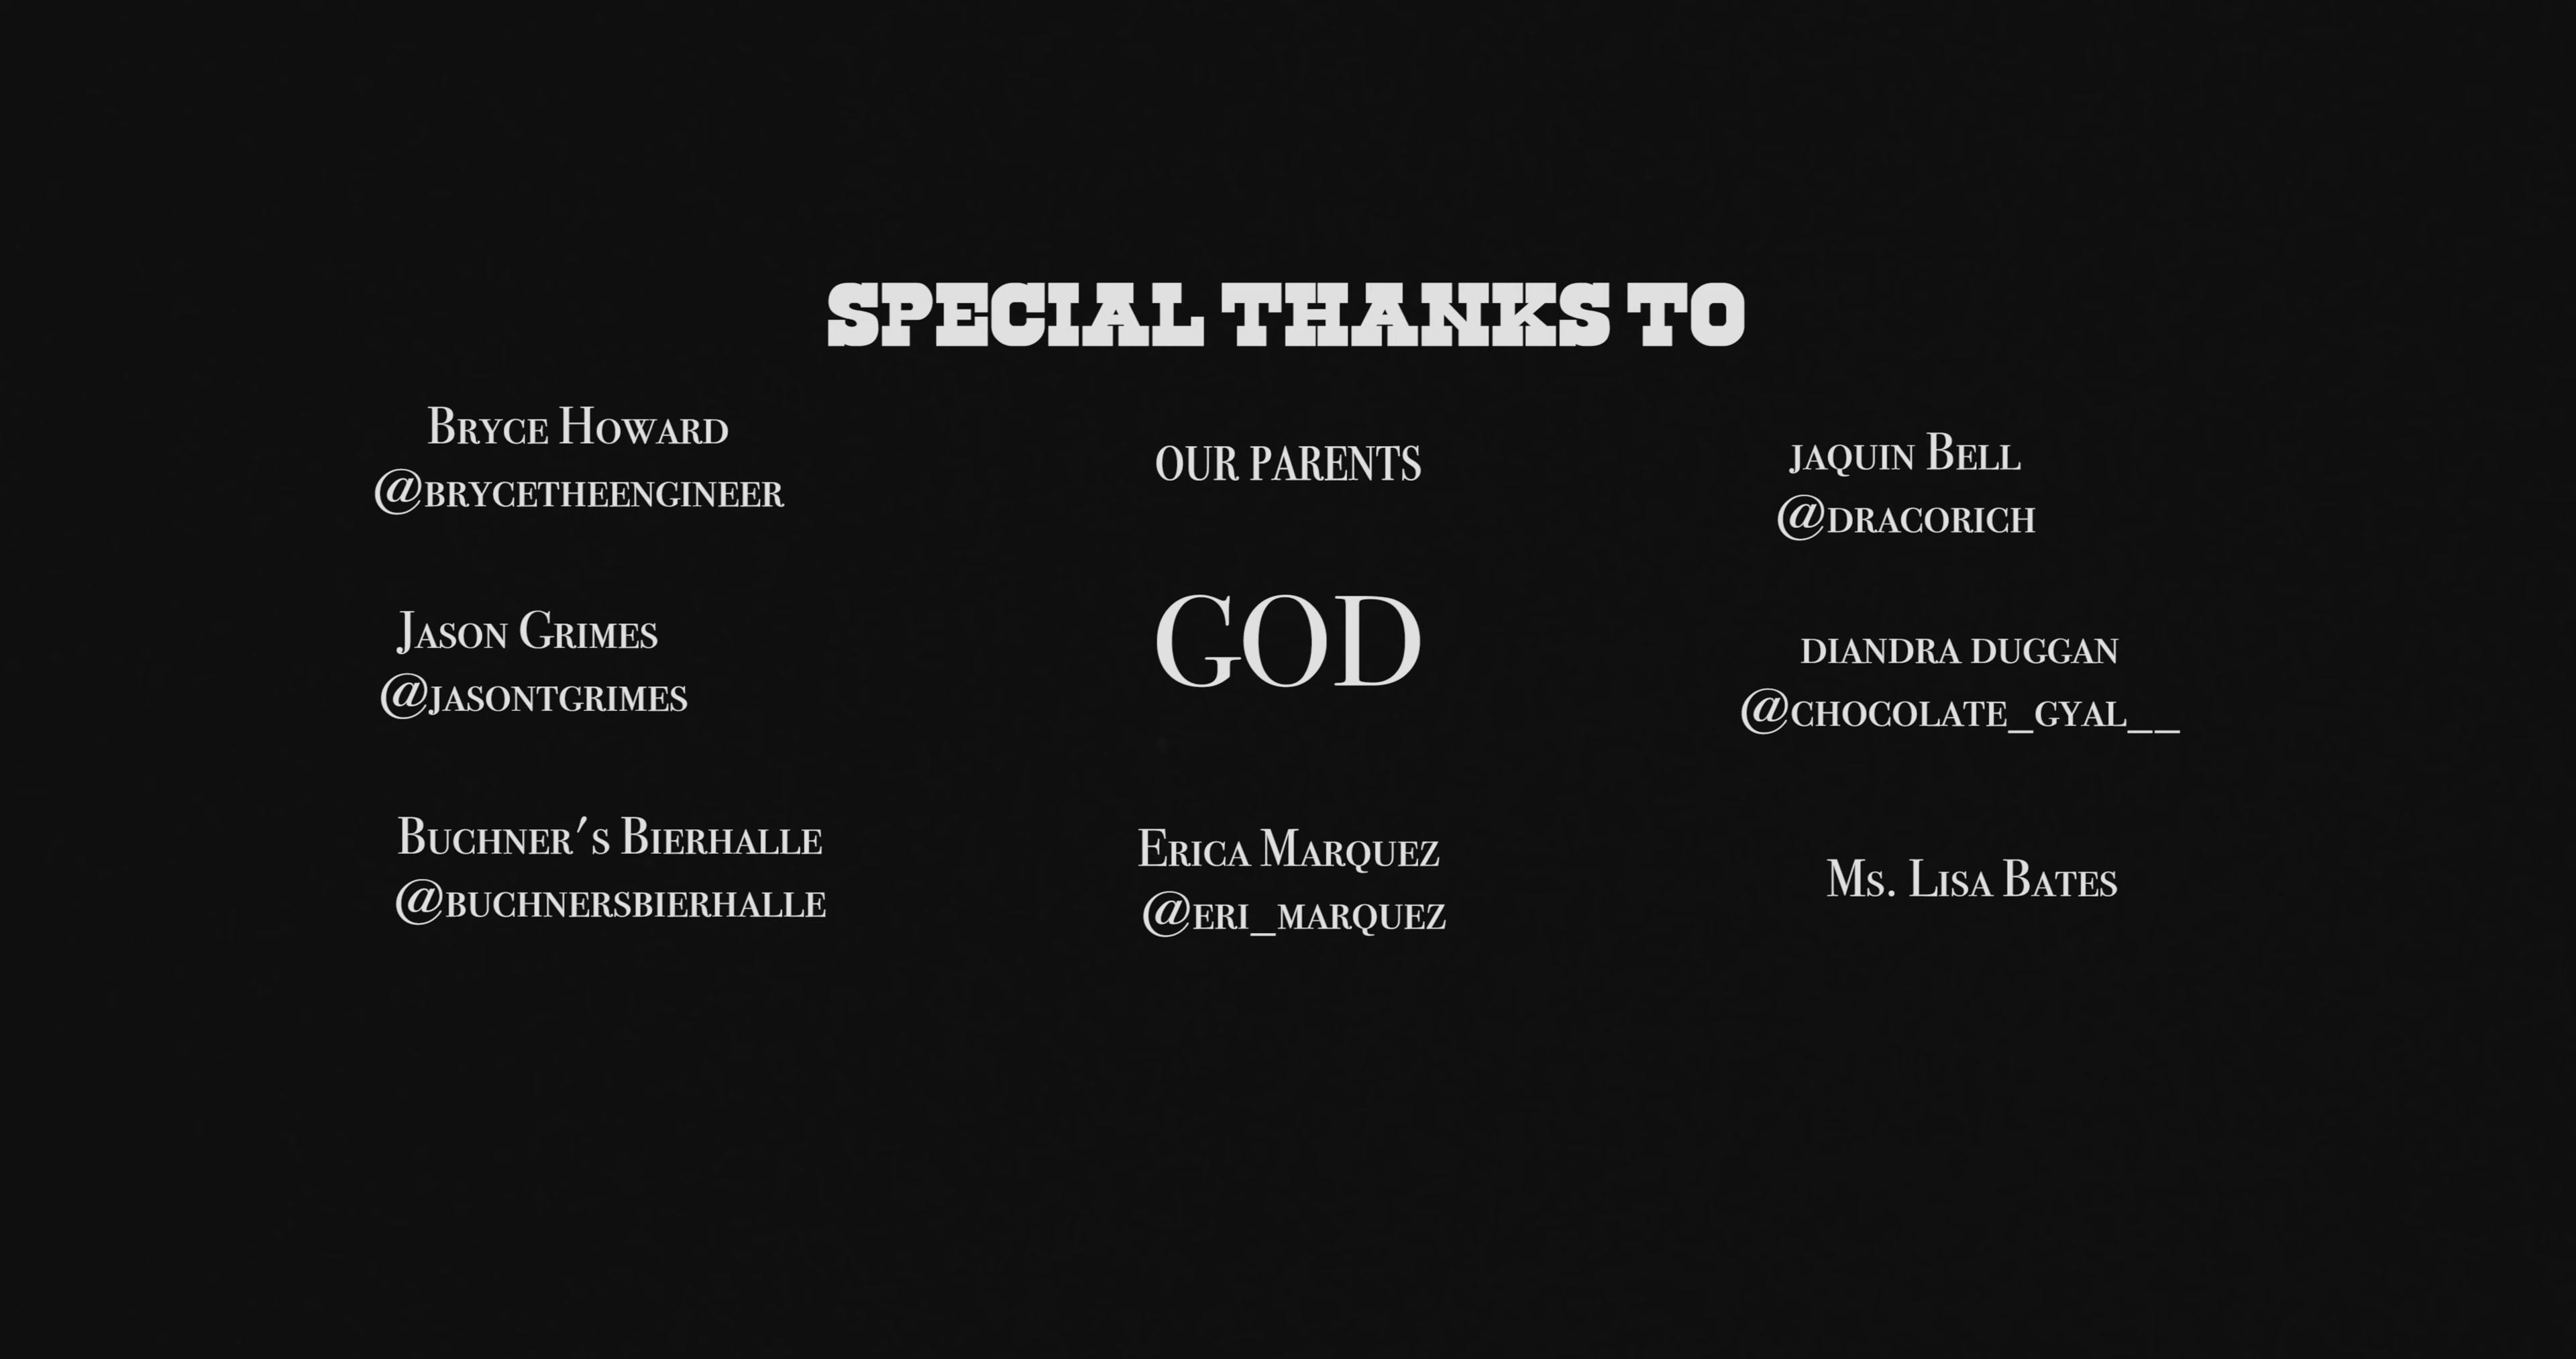 SPECIAL THANKS TO
Bryce Howard
@brycetheengineer
Jason Grimes
@jasontgrimes
Buchner's Bierhalle
@buchnersbierhalle
OUR PARENTS
GOD
Erica Marquez
@eri_marquez
jaquin Bell
@dracorich
diandra duggan
@chocolate_gyal__
Ms. Lisa Bates